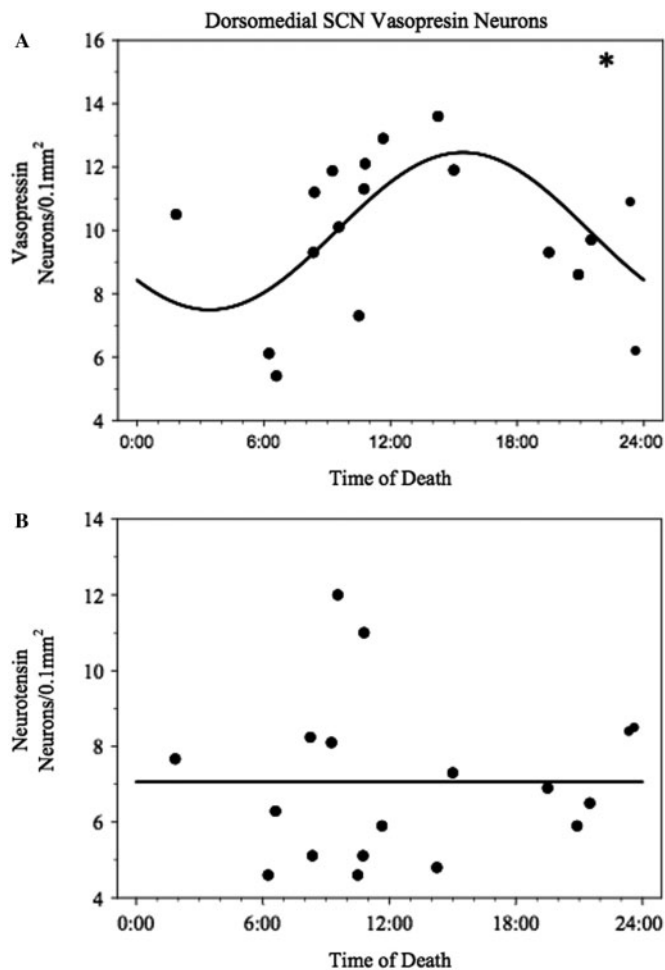 Dorsomedial SCN Vasopresin Neurons
A
16
*
14
12
10
8
6
4
Vasopressin
Neurons/0.1mm2
0:00 6:00 12:00 18:00 24:00
Time of Death
B
14
12
10
8
6
4
Neurotensin
Neurons/0.1mm2
0:00 6:00 12:00 18:00 24:00
Time of Death